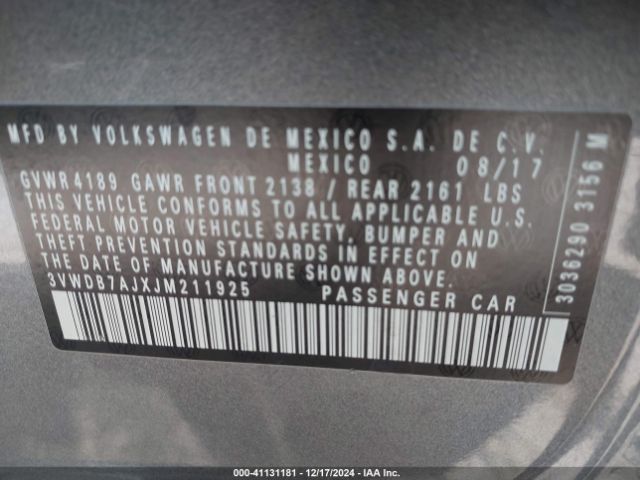 MFD BY VOLKSWAGEN DE MEXICO S.A. DE C.V.
MEXICO 08/17
GVWR 4189 GAWR FRONT 2138 / REAR 2161 LBS
THIS VEHICLE CONFORMS TO ALL APPLICABLE U.S.
FEDERAL MOTOR VEHICLE SAFETY, BUMPER AND
THEFT PREVENTION STANDARDS IN EFFECT ON
THE DATE OF MANUFACTURE SHOWN ABOVE.
3VWDB7AJXJM211925 PASSENGER CAR
3036290 3156 M
000-41131181 | 12/17/2024 - IAA Inc.